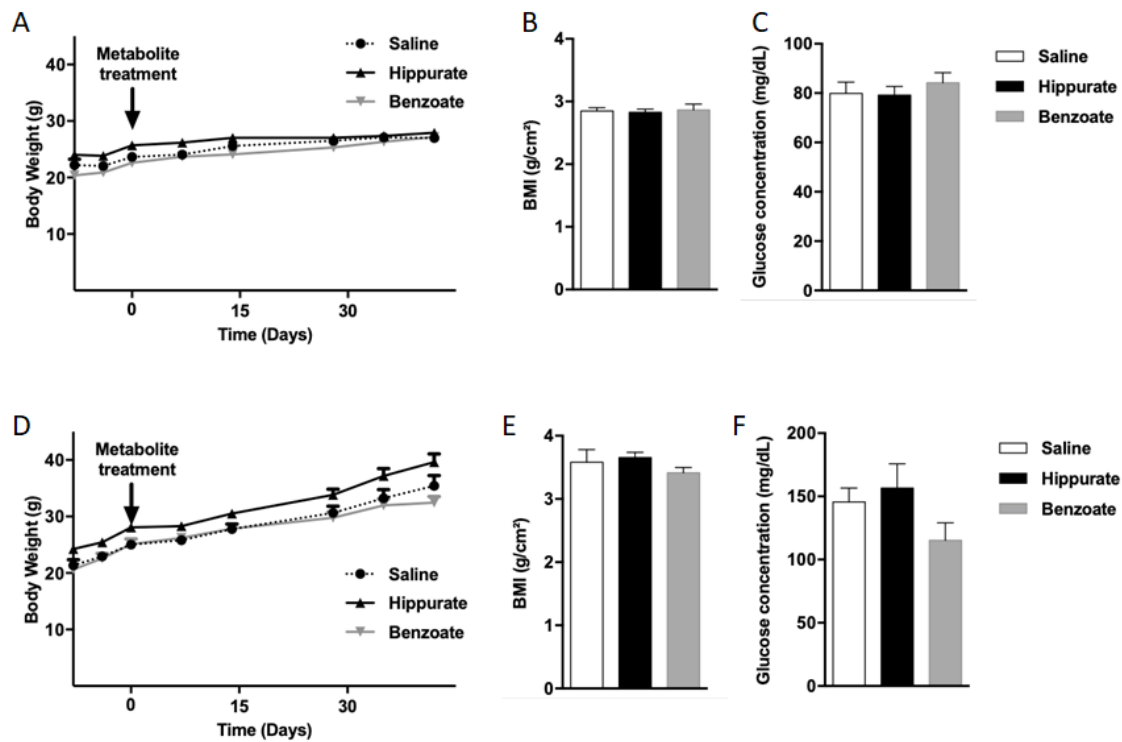 A
Metabolite
treatment
Saline
Hippurate
Benzoate
Body Weight (g)
40
30
20
10
0
15
30
Time (Days)
B
BMI (g/cm²)
4
3
2
1
0
C
Glucose concentration (mg/dL)
100
80
60
40
20
0
Saline
Hippurate
Benzoate
D
Metabolite
treatment
Body Weight (g)
40
30
20
10
Saline
Hippurate
Benzoate
0
15
30
Time (Days)
E
BMI (g/cm²)
4
3
2
1
0
F
Glucose concentration (mg/dL)
200
150
100
50
0
Saline
Hippurate
Benzoate